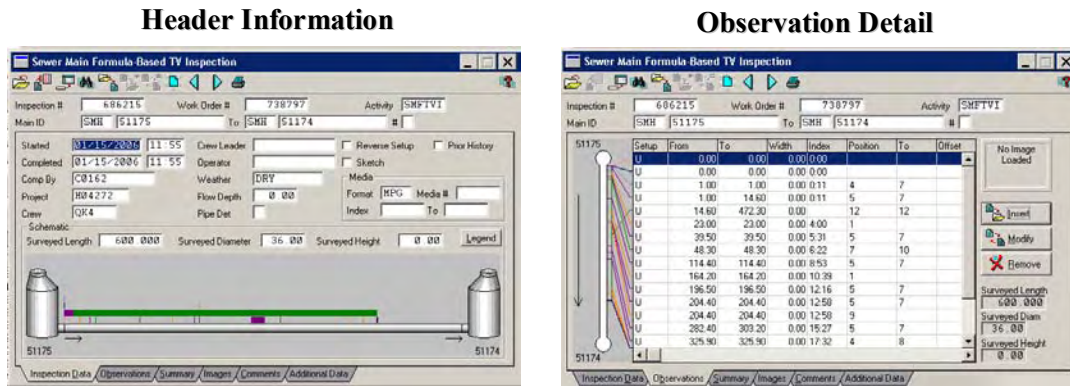 Header Information
Sewer Main Formula-Based TV Inspection
Inspection # 686215 Work Order # 738797 Activity SMFTVI
Main ID SMH 51175 To SMH 51174 #
Started 01/15/2006 11:55 Crew Leader Reverse Setup Prior History
Completed 01/15/2006 11:55 Operator Sketch
Comp By C0162 Weather DRY Media
Project H04272 Flow Depth 0.00 Format MPG Media #
Crew QK4 Pipe Det Index To
Schematic
Surveyed Length 600.000 Surveyed Diameter 36.00 Surveyed Height 0.00 Legend
51175 51174
Inspection Data Observations Summary Images Comments Additional Data
Observation Detail
Sewer Main Formula-Based TV Inspection
Inspection # 686215 Work Order # 738797 Activity SMFTVI
Main ID SMH 51175 To SMH 51174 #
51175 Setup From To Width Index Position To Offset No Image Loaded
U 0.00 0.00 0.00 0:00
U 0.00 0.00 0.00 0:00
U 1.00 1.00 0.00 0:11 4 7
U 1.00 14.60 0.00 0:11 5 7
U 14.60 472.30 0.00 12 12
U 23.00 23.00 0.00 4:00 1
U 39.50 39.50 0.00 5:31 5 7
U 48.30 48.30 0.00 6:22 7 10
U 114.40 114.40 0.00 8:53 5 7
U 164.20 164.20 0.00 10:39 1
U 196.50 196.50 0.00 12:16 5 7
U 204.40 204.40 0.00 12:58 5 7
U 204.40 204.40 0.00 12:58 9
U 282.40 303.20 0.00 15:27 5 7
U 325.90 325.90 0.00 17:32 4 8
Insert
Modify
Remove
Surveyed Length
600.000
Surveyed Diam
36.00
Surveyed Height
0.00
51174
Inspection Data Observations Summary Images Comments Additional Data